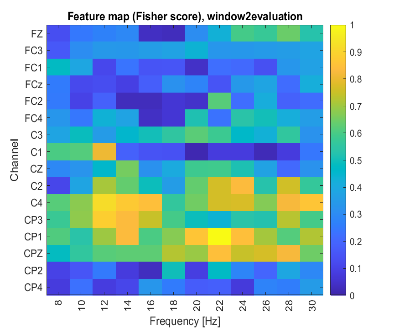 Feature map (Fisher score), window2evaluation
FZ
FC3
FC1
FCz
FC2
FC4
C3
C1
CZ
C2
C4
CP3
CP1
CPZ
CP2
CP4
Channel
8 10 12 14 16 18 20 22 24 26 28 30
Frequency [Hz]
1
0.9
0.8
0.7
0.6
0.5
0.4
0.3
0.2
0.1
0